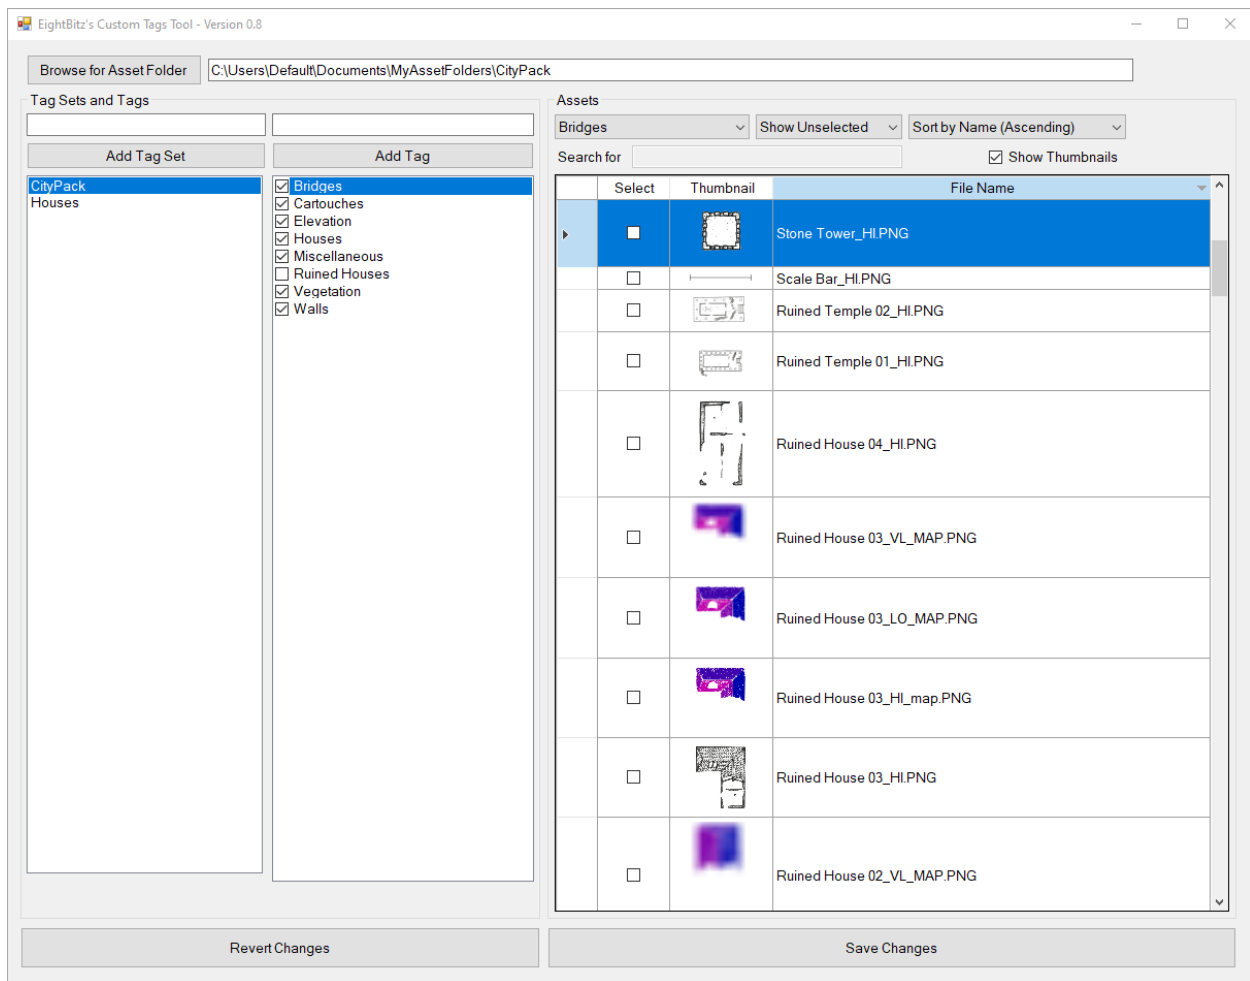 EightBitz's Custom Tags Tool - Version 0.8
Browse for Asset Folder
C:\Users\Default\Documents\MyAssetFolders\CityPack
Tag Sets and Tags
Add Tag Set
Add Tag
CityPack
Houses
Bridges
Cartouches
Elevation
Houses
Miscellaneous
Ruined Houses
Vegetation
Walls
Assets
Bridges
Show Unselected
Sort by Name (Ascending)
Search for
Show Thumbnails
Select
Thumbnail
File Name
Stone Tower_HI.PNG
Scale Bar_HI.PNG
Ruined Temple 02_HI.PNG
Ruined Temple 01_HI.PNG
Ruined House 04_HI.PNG
Ruined House 03_VL_MAP.PNG
Ruined House 03_LO_MAP.PNG
Ruined House 03_HI_map.PNG
Ruined House 03_HI.PNG
Ruined House 02_VL_MAP.PNG
Revert Changes
Save Changes